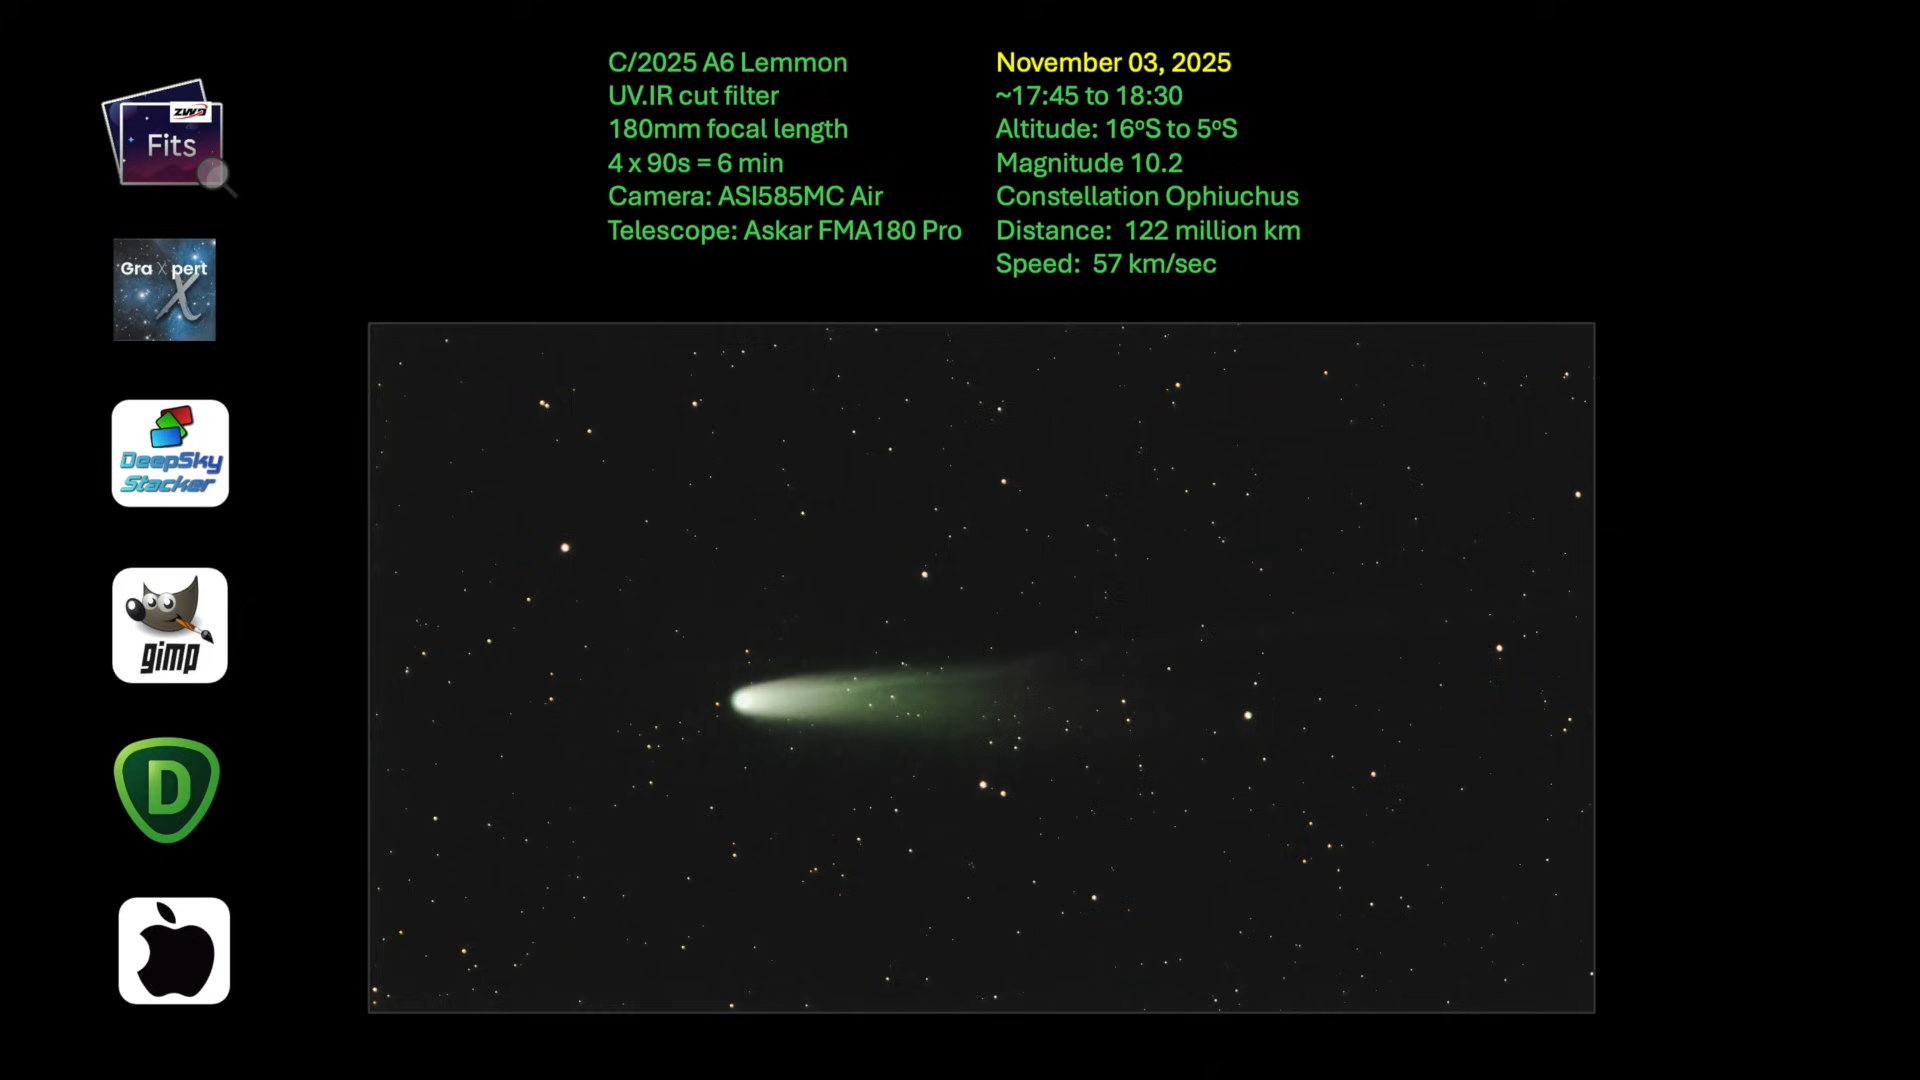 C/2025 A6 Lemmon
UV.IR cut filter
180mm focal length
4 x 90s = 6 min
Camera: ASI585MC Air
Telescope: Askar FMA180 Pro
November 03, 2025
~17:45 to 18:30
Altitude: 16ºS to 5ºS
Magnitude 10.2
Constellation Ophiuchus
Distance:  122 million km
Speed:  57 km/sec
ZWO
Fits
GraXpert
X
DeepSky
Stacker
gimp
D